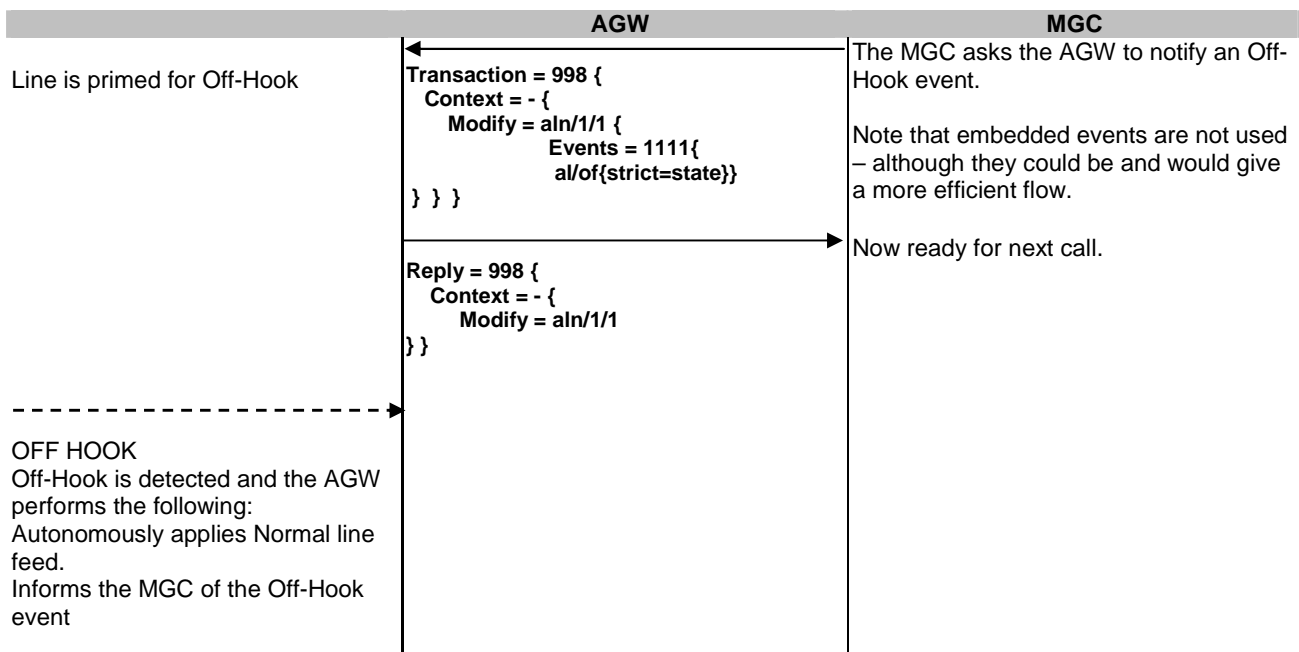 AGW
MGC
Line is primed for Off-Hook
Transaction = 998 {
Context = - {
Modify = aln/1/1 {
Events = 1111{
al/of{strict=state}}
} } }
The MGC asks the AGW to notify an Off-
Hook event.
Note that embedded events are not used
– although they could be and would give
a more efficient flow.
Now ready for next call.
Reply = 998 {
Context = - {
Modify = aln/1/1
} }
OFF HOOK
Off-Hook is detected and the AGW
performs the following:
Autonomously applies Normal line
feed.
Informs the MGC of the Off-Hook
event